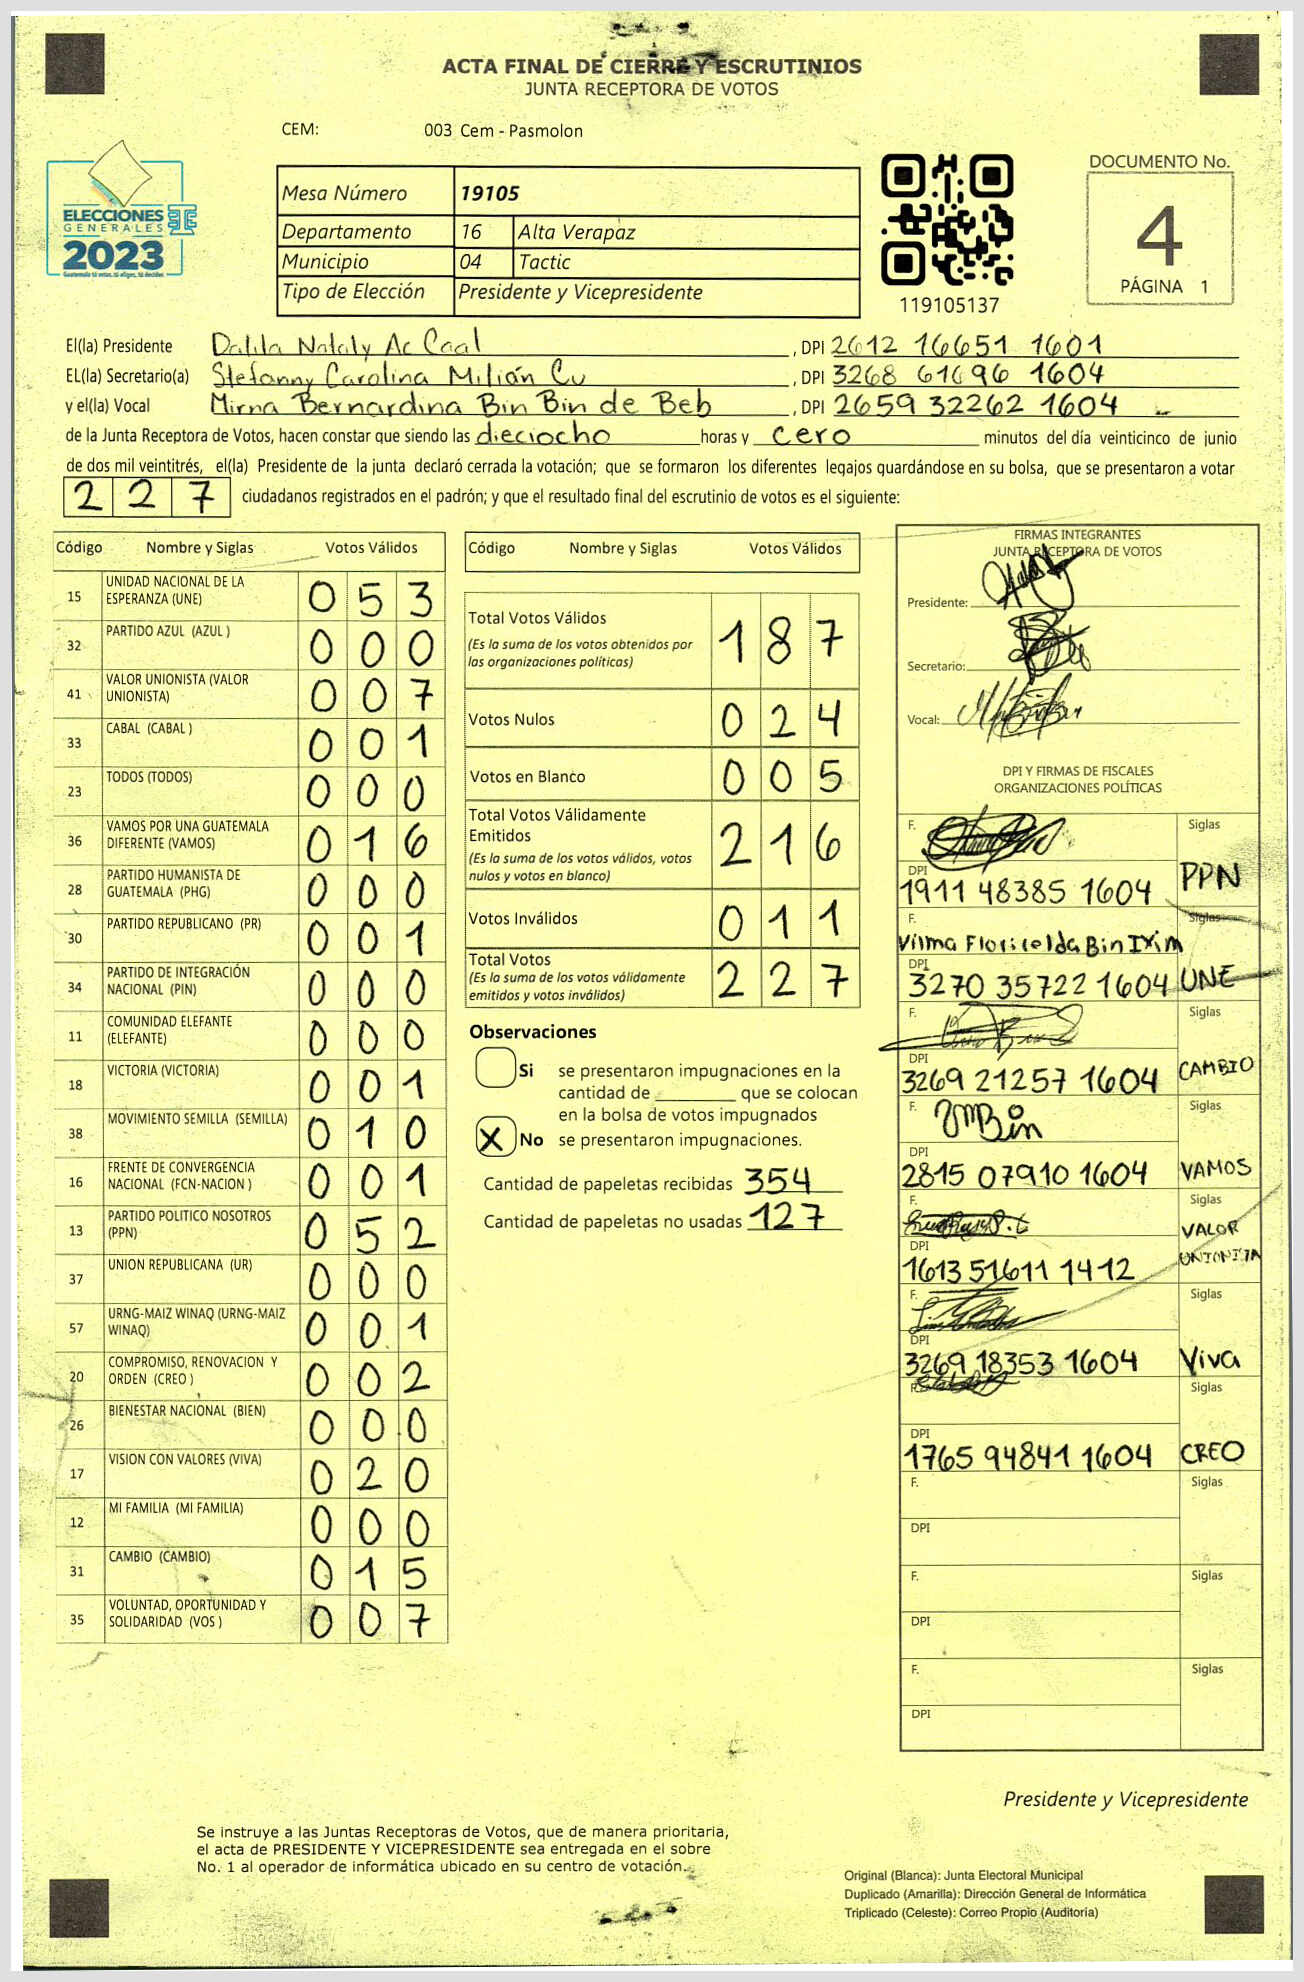 ACTA FINAL DE CIERRE Y ESCRUTINIOS
JUNTA RECEPTORA DE VOTOS
CEM: 003 Cem - Pasmolon
ELECCIONES
GENERALES
2023
Guatemala tú votas, tú eliges, tú decides
Mesa Número 19105
Departamento 16 Alta Verapaz
Municipio 04 Tactic
Tipo de Elección Presidente y Vicepresidente
119105137
DOCUMENTO No.
4
PÁGINA 1
El(la) Presidente Dalila Nataly Ac Caal , DPI 2612 16651 1601
EL(la) Secretario(a) Stefanny Carolina Milián Cu , DPI 3268 61696 1604
y el(la) Vocal Mirna Bernardina Bin Bin de Beb , DPI 2659 32262 1604
de la Junta Receptora de Votos, hacen constar que siendo las dieciocho horas y cero minutos del día veinticinco de junio
de dos mil veintitrés, el(la) Presidente de la junta declaró cerrada la votación; que se formaron los diferentes legajos guardándose en su bolsa, que se presentaron a votar
2 2 7 ciudadanos registrados en el padrón; y que el resultado final del escrutinio de votos es el siguiente:
Código Nombre y Siglas Votos Válidos
15 UNIDAD NACIONAL DE LA
ESPERANZA (UNE) 0 5 3
32 PARTIDO AZUL (AZUL ) 0 0 0
41 VALOR UNIONISTA (VALOR
UNIONISTA) 0 0 7
33 CABAL (CABAL ) 0 0 1
23 TODOS (TODOS) 0 0 0
36 VAMOS POR UNA GUATEMALA
DIFERENTE (VAMOS) 0 1 6
28 PARTIDO HUMANISTA DE
GUATEMALA (PHG) 0 0 0
30 PARTIDO REPUBLICANO (PR) 0 0 1
34 PARTIDO DE INTEGRACIÓN
NACIONAL (PIN) 0 0 0
11 COMUNIDAD ELEFANTE
(ELEFANTE) 0 0 0
18 VICTORIA (VICTORIA) 0 0 1
38 MOVIMIENTO SEMILLA (SEMILLA) 0 1 0
16 FRENTE DE CONVERGENCIA
NACIONAL (FCN-NACION ) 0 0 1
13 PARTIDO POLITICO NOSOTROS
(PPN) 0 5 2
37 UNION REPUBLICANA (UR) 0 0 0
57 URNG-MAIZ WINAQ (URNG-MAIZ
WINAQ) 0 0 1
20 COMPROMISO, RENOVACION Y
ORDEN (CREO ) 0 0 2
26 BIENESTAR NACIONAL (BIEN) 0 0 0
17 VISION CON VALORES (VIVA) 0 2 0
12 MI FAMILIA (MI FAMILIA) 0 0 0
31 CAMBIO (CAMBIO) 0 1 5
35 VOLUNTAD, OPORTUNIDAD Y
SOLIDARIDAD (VOS ) 0 0 7
Código Nombre y Siglas Votos Válidos
Total Votos Válidos 1 8 7
(Es la suma de los votos obtenidos por
las organizaciones políticas)
Votos Nulos 0 2 4
Votos en Blanco 0 0 5
Total Votos Válidamente
Emitidos 2 1 6
(Es la suma de los votos válidos, votos
nulos y votos en blanco)
Votos Inválidos 0 1 1
Total Votos 2 2 7
(Es la suma de los votos válidamente
emitidos y votos inválidos)
Observaciones
Si se presentaron impugnaciones en la
cantidad de ________ que se colocan
en la bolsa de votos impugnados
X No se presentaron impugnaciones.
Cantidad de papeletas recibidas 354
Cantidad de papeletas no usadas 127
FIRMAS INTEGRANTES
JUNTA RECEPTORA DE VOTOS
Presidente:
Secretario:
Vocal:
DPI Y FIRMAS DE FISCALES
ORGANIZACIONES POLÍTICAS
F. Siglas
DPI
1911 48385 1604 PPN
F. Siglas
Vilma Floricelda Bin Ixim
DPI
3270 35722 1604 UNE
F. Siglas
DPI
3269 21257 1604 CAMBIO
F. Siglas
DPI
2815 07910 1604 VAMOS
F. Siglas
VALOR
DPI
1613 51611 1412
F. Siglas
DPI
3269 18353 1604 Viva
F. Siglas
DPI
1765 94841 1604 CREO
F. Siglas
DPI
F. Siglas
DPI
F. Siglas
DPI
Presidente y Vicepresidente
Se instruye a las Juntas Receptoras de Votos, que de manera prioritaria,
el acta de PRESIDENTE Y VICEPRESIDENTE sea entregada en el sobre
No. 1 al operador de informática ubicado en su centro de votación.
Original (Blanca): Junta Electoral Municipal
Duplicado (Amarilla): Dirección General de Informática
Triplicado (Celeste): Correo Propio (Auditoria)